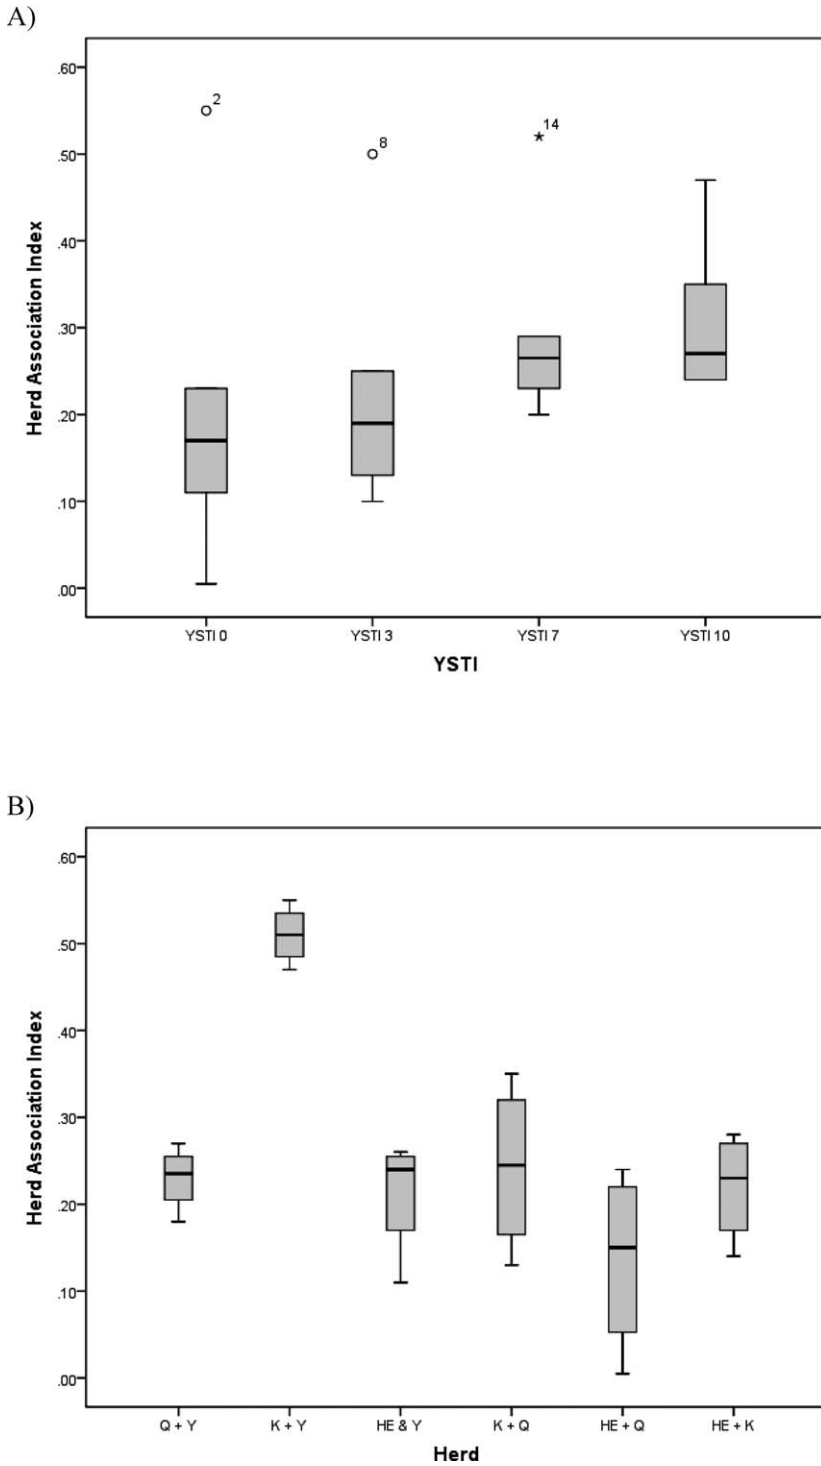 A)
.60
.50
.40
.30
.20
.10
.00
Herd Association Index
2
8
14
YSTI 0 YSTI 3 YSTI 7 YSTI 10
YSTI
B)
.60
.50
.40
.30
.20
.10
.00
Herd Association Index
Q + Y K + Y HE & Y K + Q HE + Q HE + K
Herd